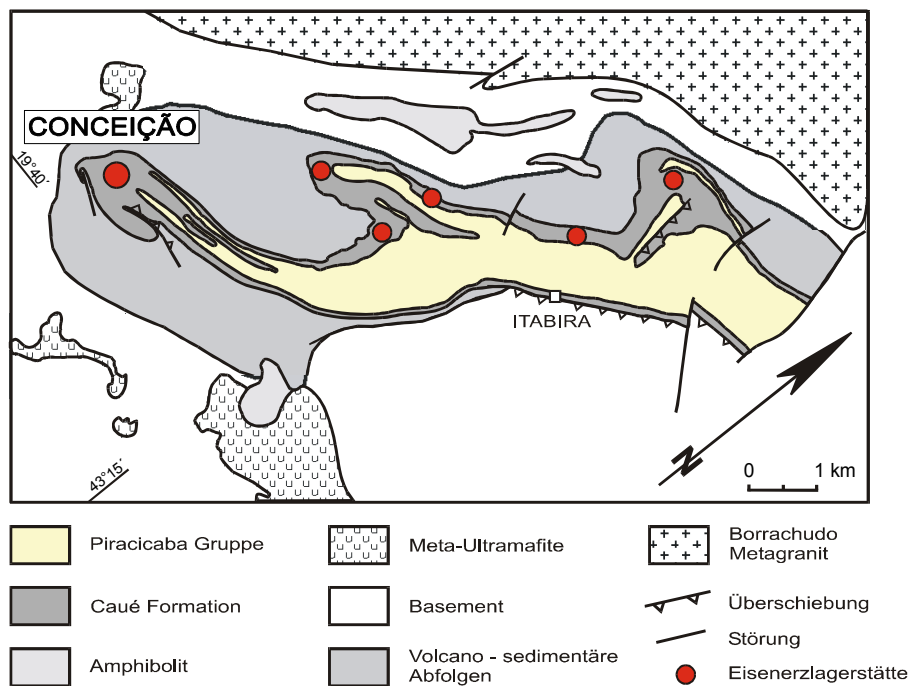 CONCEIÇÃO
19°40´
ITABIRA
43°15´
N
0 1 km
Piracicaba Gruppe
Caué Formation
Amphibolit
Meta-Ultramafite
Basement
Volcano - sedimentäre
Abfolgen
Borrachudo
Metagranit
Überschiebung
Störung
Eisenerzlagerstätte